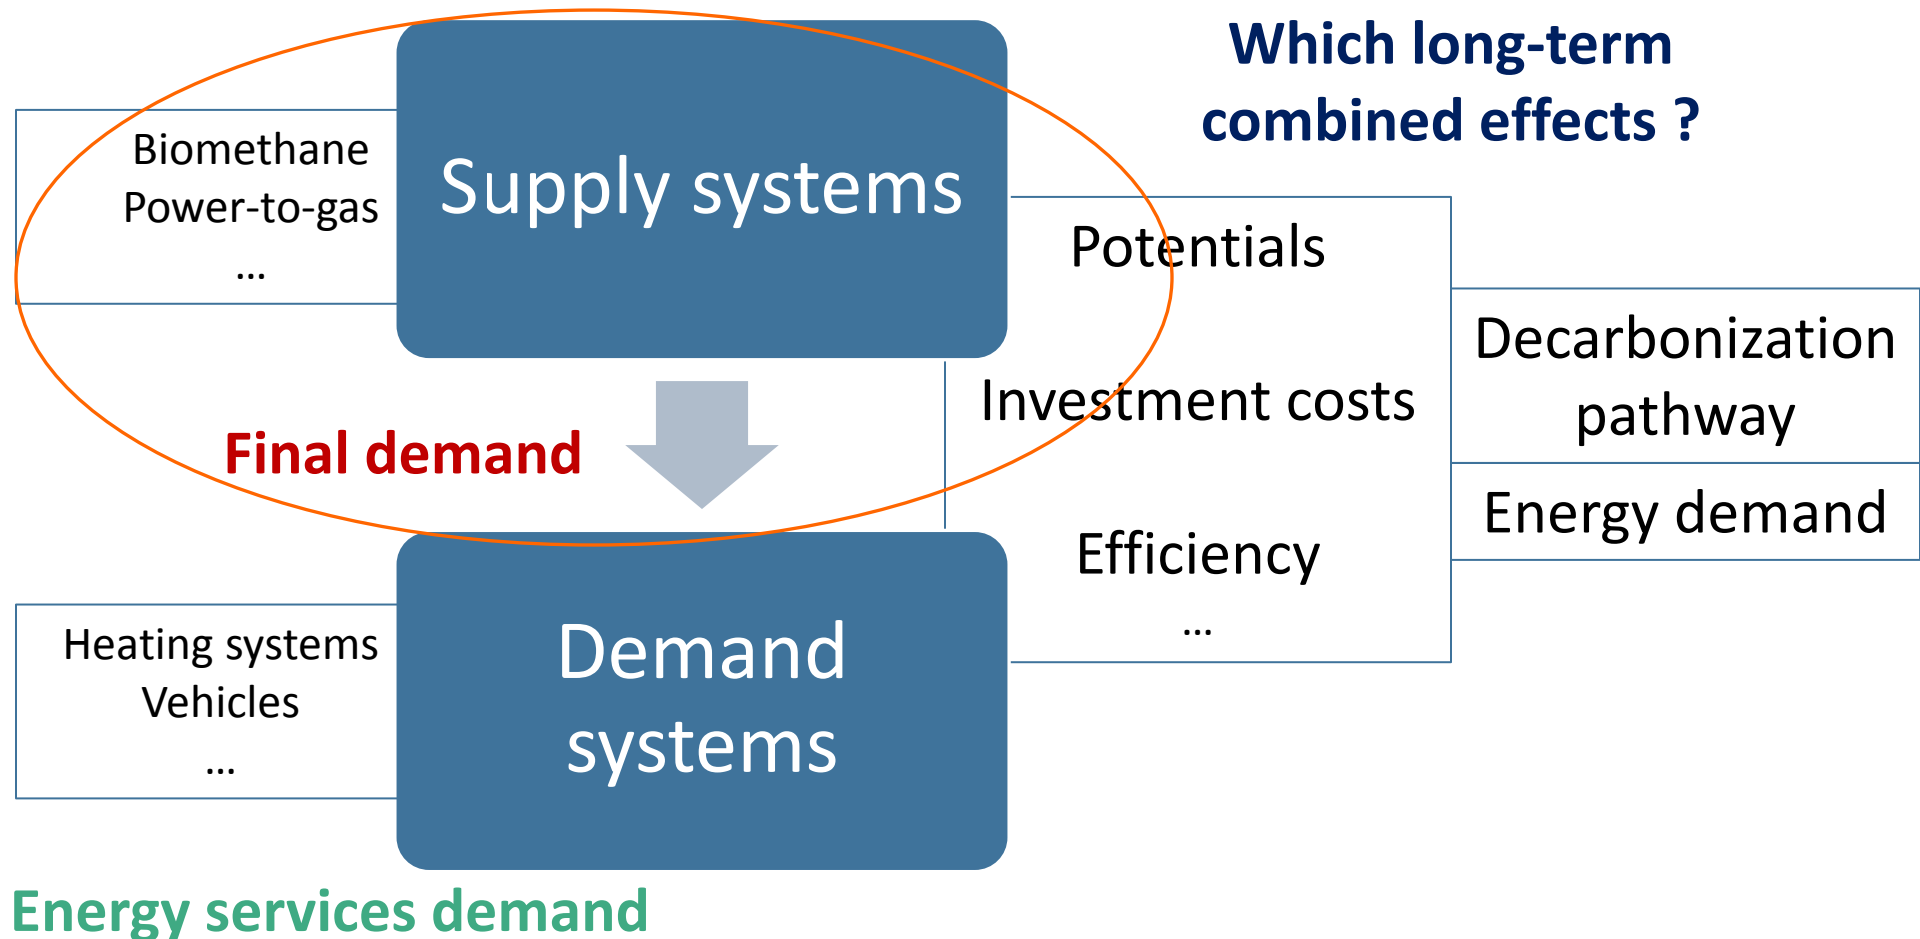 Which long-term
combined effects ?
Biomethane
Power-to-gas
...
Supply systems
Potentials
Investment costs
Efficiency
...
Decarbonization
pathway
Energy demand
Final demand
Heating systems
Vehicles
...
Demand
systems
Energy services demand